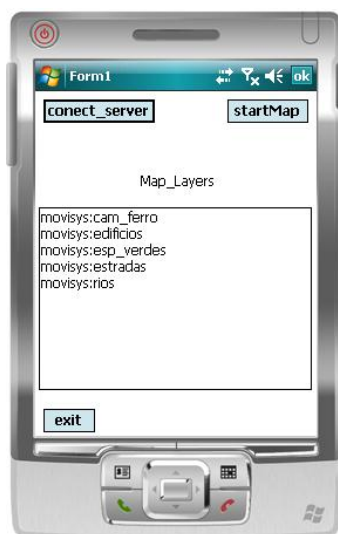 Form1
ok
conect_server
startMap
Map_Layers
movisys:cam_ferro
movisys:edificios
movisys:esp_verdes
movisys:estradas
movisys:rios
exit